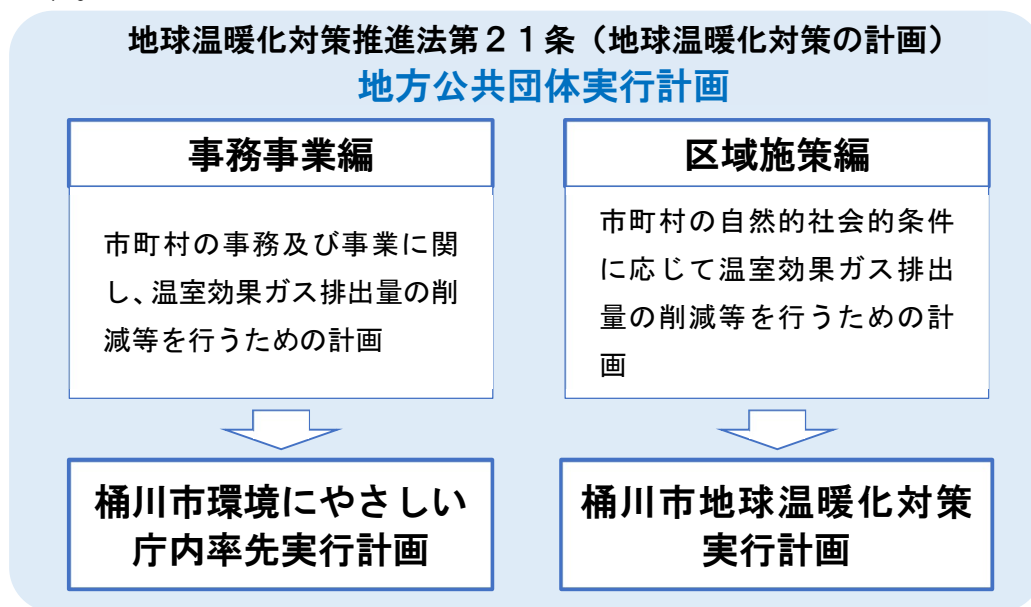 地球温暖化対策推進法第２１条（地球温暖化対策の計画）
地方公共団体実行計画
事務事業編
市町村の事務及び事業に関
し、温室効果ガス排出量の削
減等を行うための計画
桶川市環境にやさしい
庁内率先実行計画
区域施策編
市町村の自然的社会的条件
に応じて温室効果ガス排出
量の削減等を行うための計
画
桶川市地球温暖化対策
実行計画